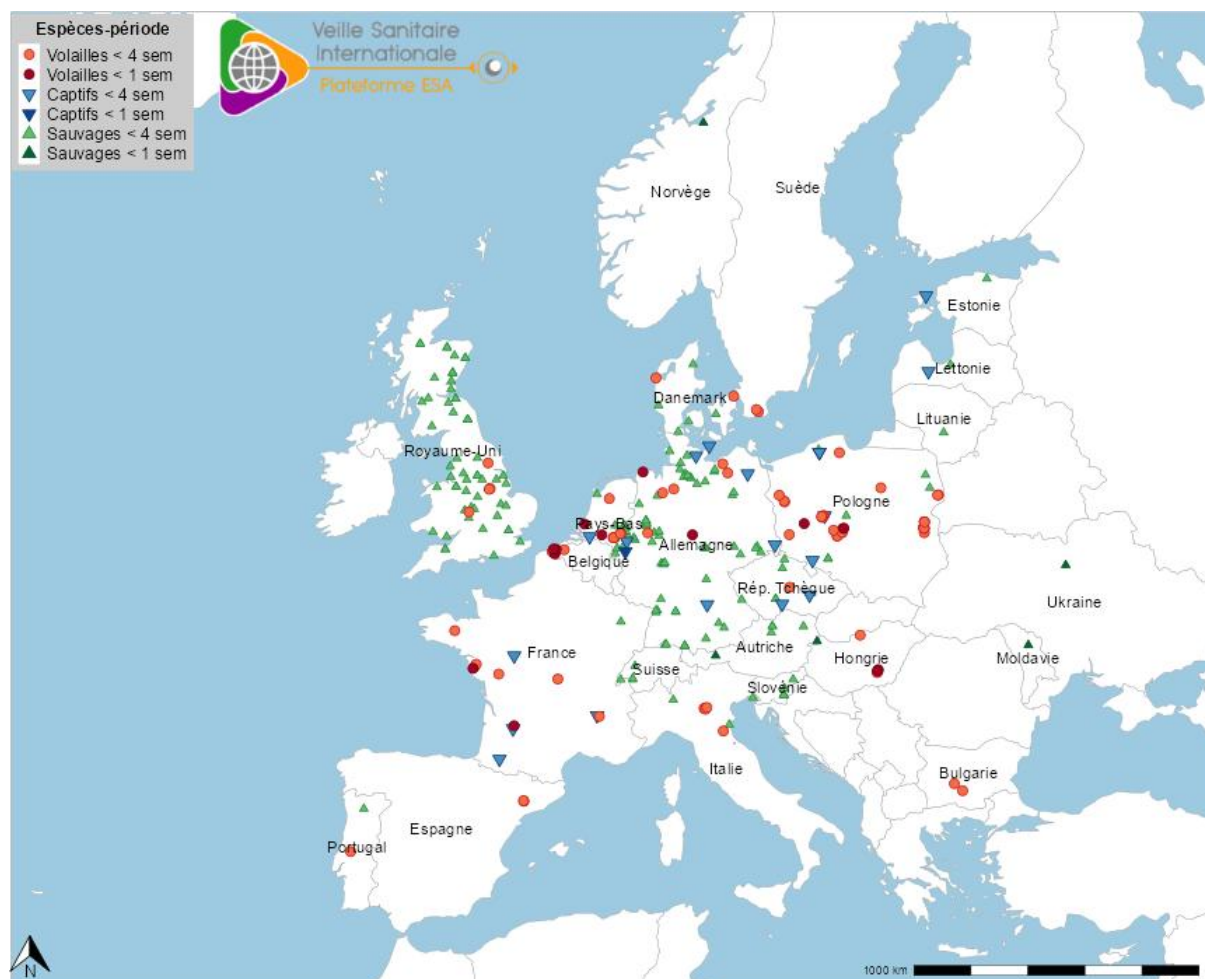 Espèces-période
Volailles < 4 sem
Volailles < 1 sem
Captifs < 4 sem
Captifs < 1 sem
Sauvages < 4 sem
Sauvages < 1 sem
Veille Sanitaire
Internationale
Plateforme ESA
Norvège
Suède
Estonie
Lettonie
Danemark
Lituanie
Royaume-Uni
Pologne
Pays-Bas
Allemagne
Belgique
Rép. Tchèque
Ukraine
France
Autriche
Hongrie
Moldavie
Suisse
Slovénie
Italie
Bulgarie
Espagne
Portugal
N
1000 km